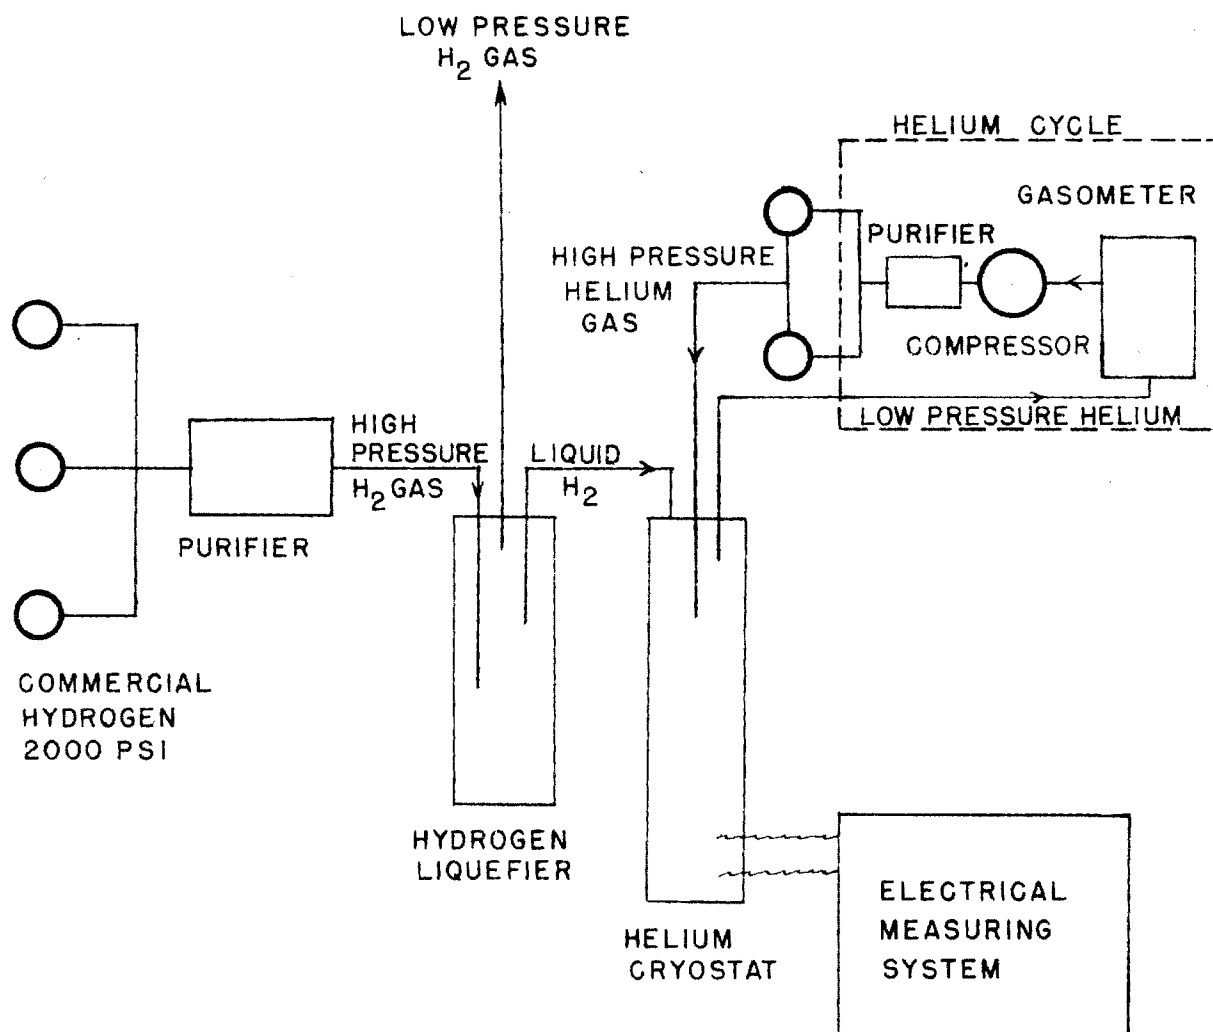 LOW PRESSURE
H₂ GAS
HELIUM CYCLE
GASOMETER
PURIFIER
HIGH PRESSURE
HELIUM
GAS
COMPRESSOR
LOW PRESSURE HELIUM
HIGH
PRESSURE
H₂ GAS
LIQUID
H₂
PURIFIER
COMMERCIAL
HYDROGEN
2000 PSI
HYDROGEN
LIQUEFIER
HELIUM
CRYOSTAT
ELECTRICAL
MEASURING
SYSTEM